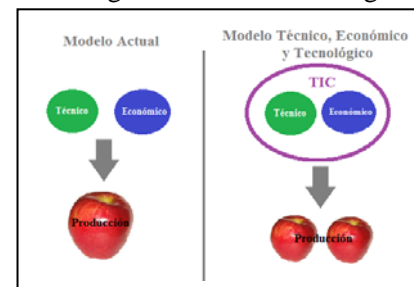 Modelo Actual
Técnico
Económico
Producción
Modelo Técnico, Económico
y Tecnológico
TIC
Técnico
Económico
Producción